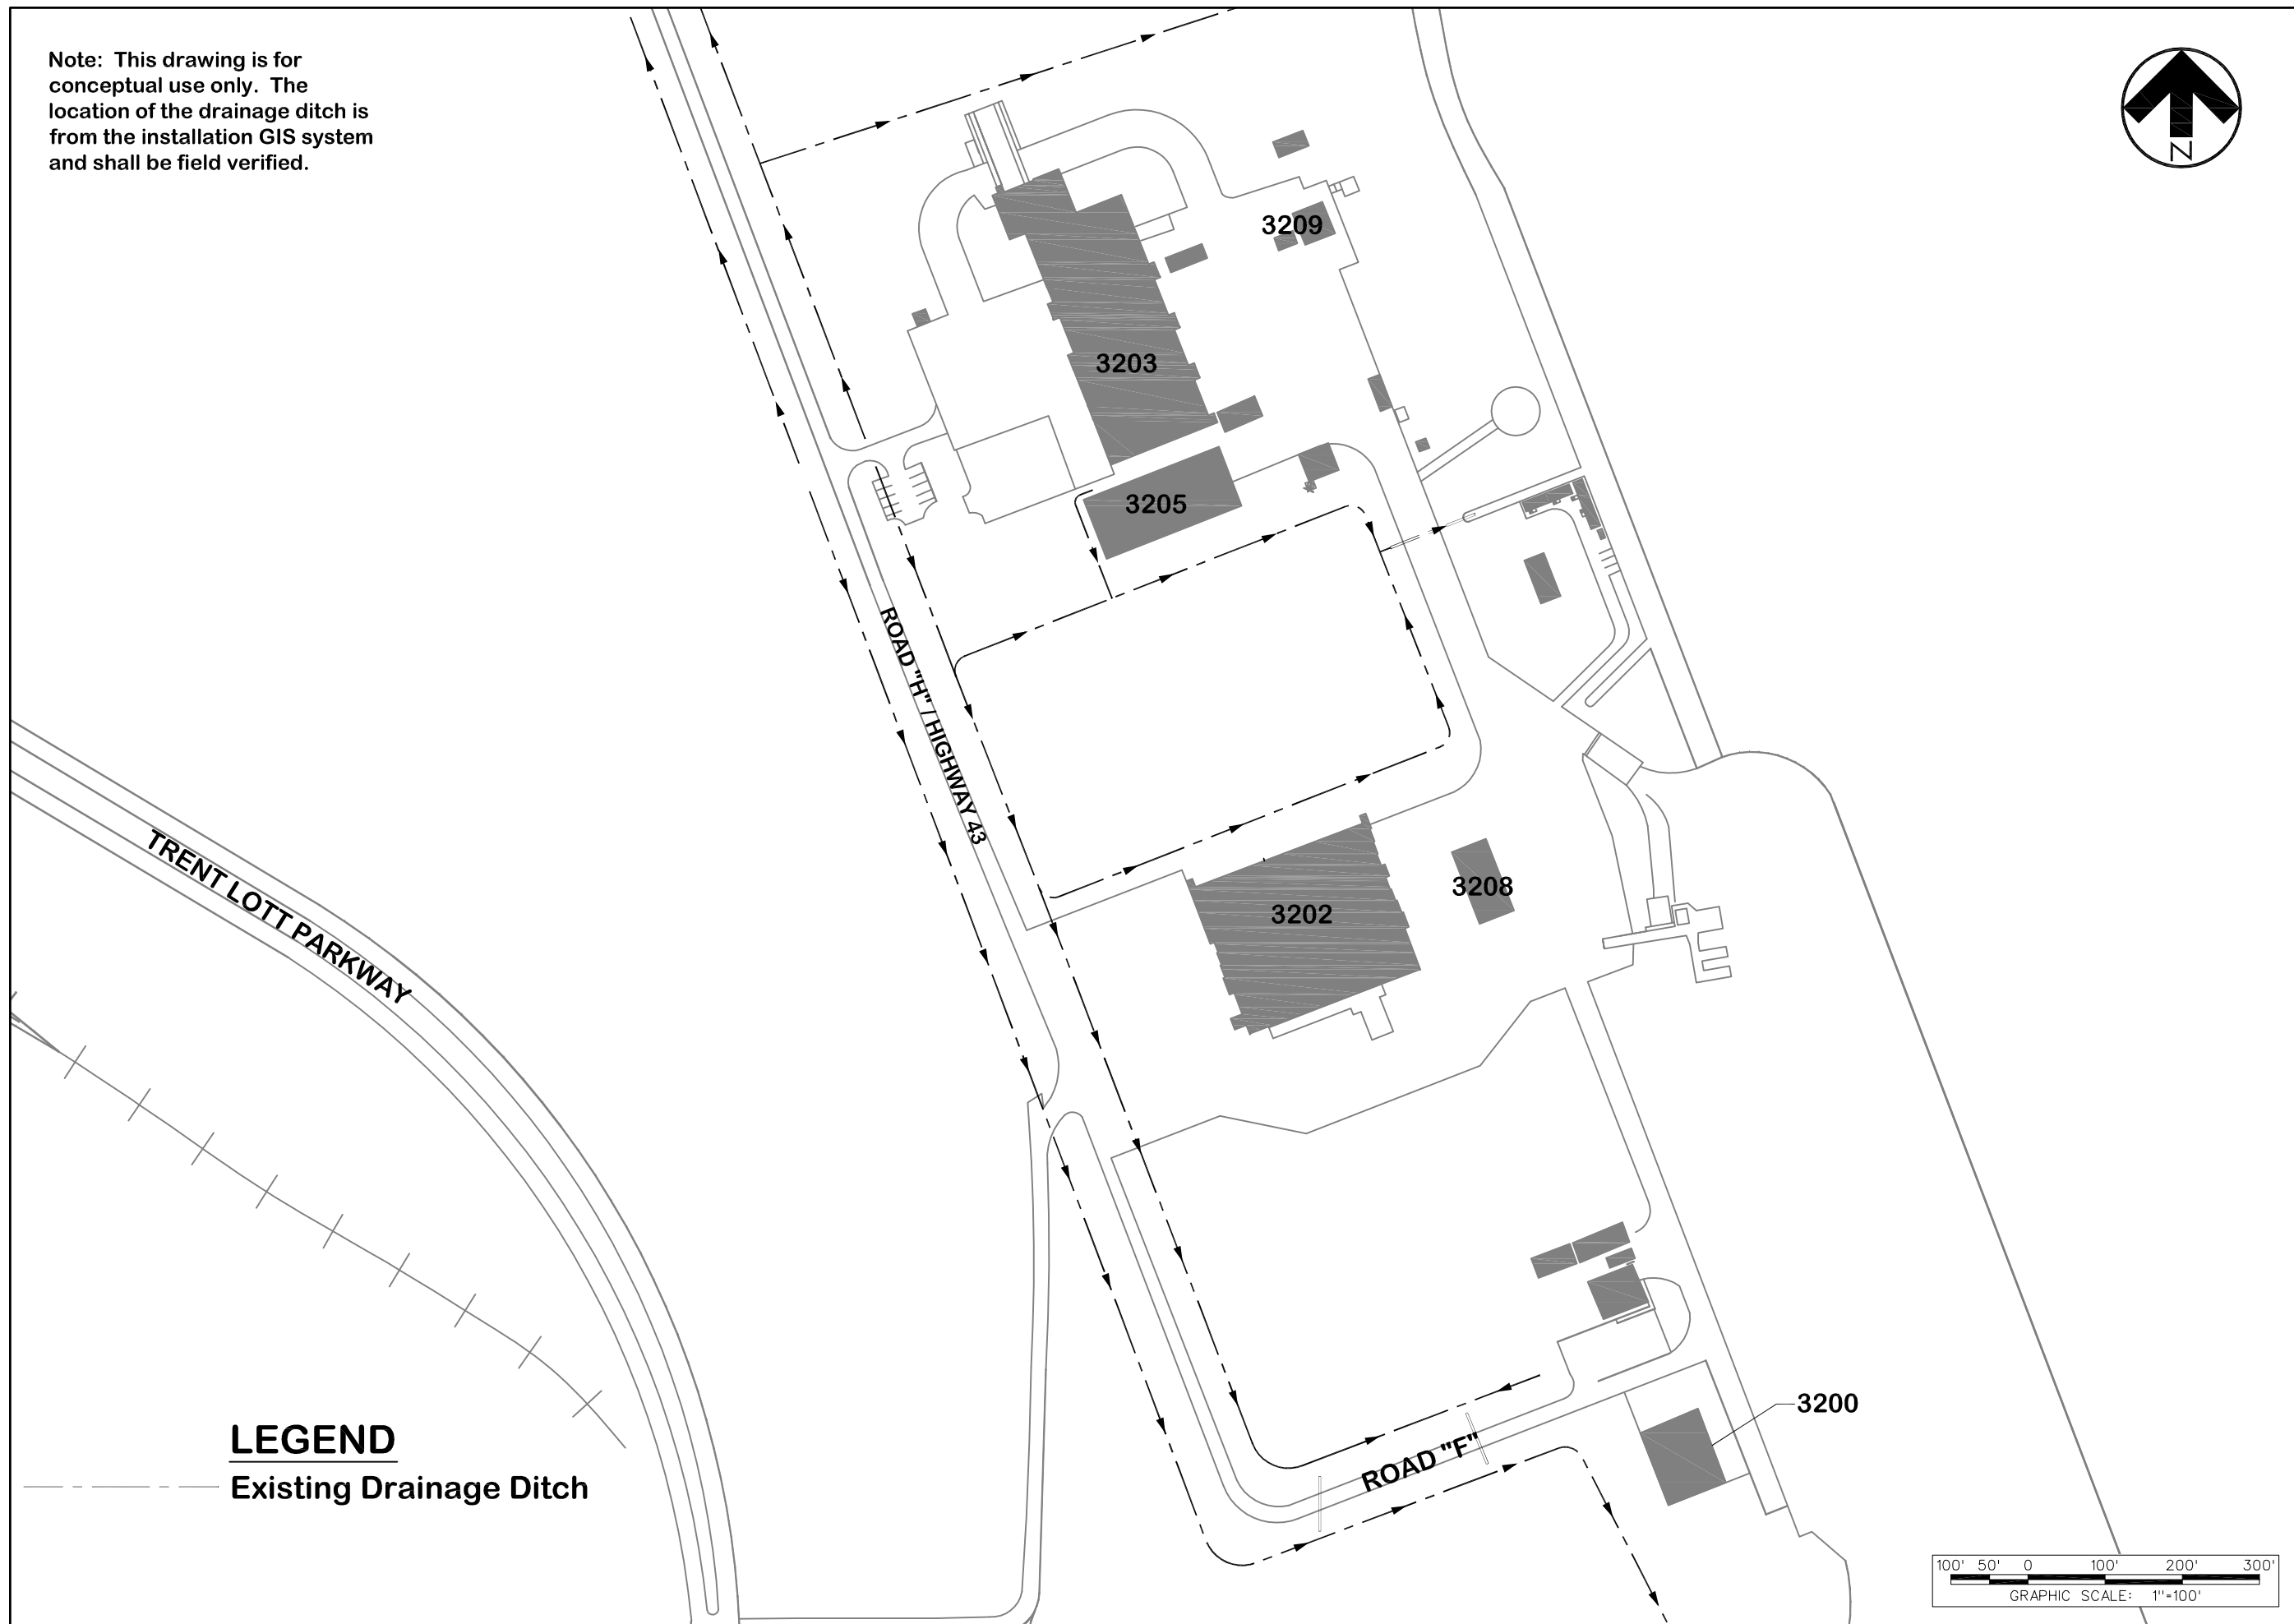 Note:  This drawing is for
conceptual use only.  The
location of the drainage ditch is
from the installation GIS system
and shall be field verified.
N
3209
3203
3205
ROAD "H" / HIGHWAY 43
TRENT LOTT PARKWAY
3208
3202
3200
ROAD "F"
LEGEND
Existing Drainage Ditch
100' 50' 0 100' 200' 300'
GRAPHIC SCALE: 1"=100'